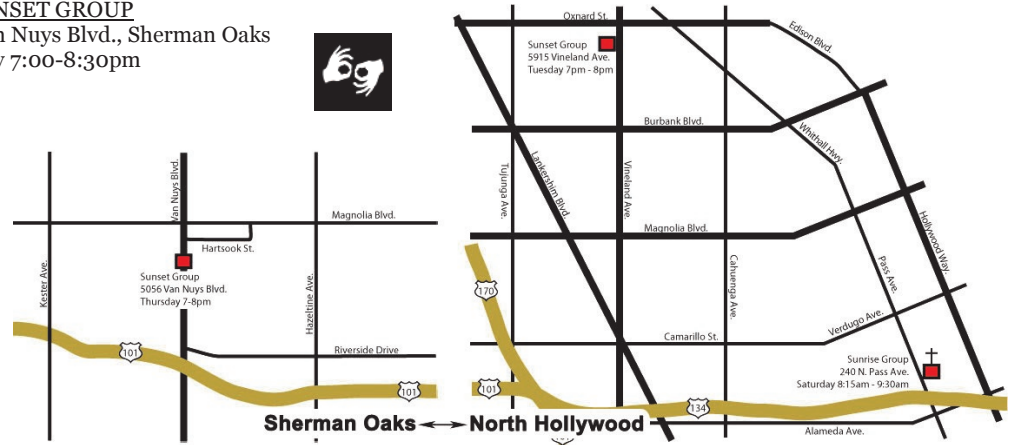 NSET GROUP
n Nuys Blvd., Sherman Oaks
y 7:00-8:30pm
Oxnard St.
Edison Blvd.
Sunset Group
5915 Vineland Ave.
Tuesday 7pm - 8pm
Burbank Blvd.
Whithall Hwy.
Tujunga Ave.
Lankershim Blvd.
Vineland Ave.
Magnolia Blvd.
Cahuenga Ave.
Pass Ave.
Hollywood Way.
170
Camarillo St.
Verdugo Ave.
Sunrise Group
240 N. Pass Ave.
Saturday 8:15am - 9:30am
101
134
Alameda Ave.
Van Nuys Blvd.
Magnolia Blvd.
Hartsook St.
Kester Ave.
Sunset Group
5056 Van Nuys Blvd.
Thursday 7-8pm
Hazeltine Ave.
101
Riverside Drive
101
Sherman Oaks North Hollywood